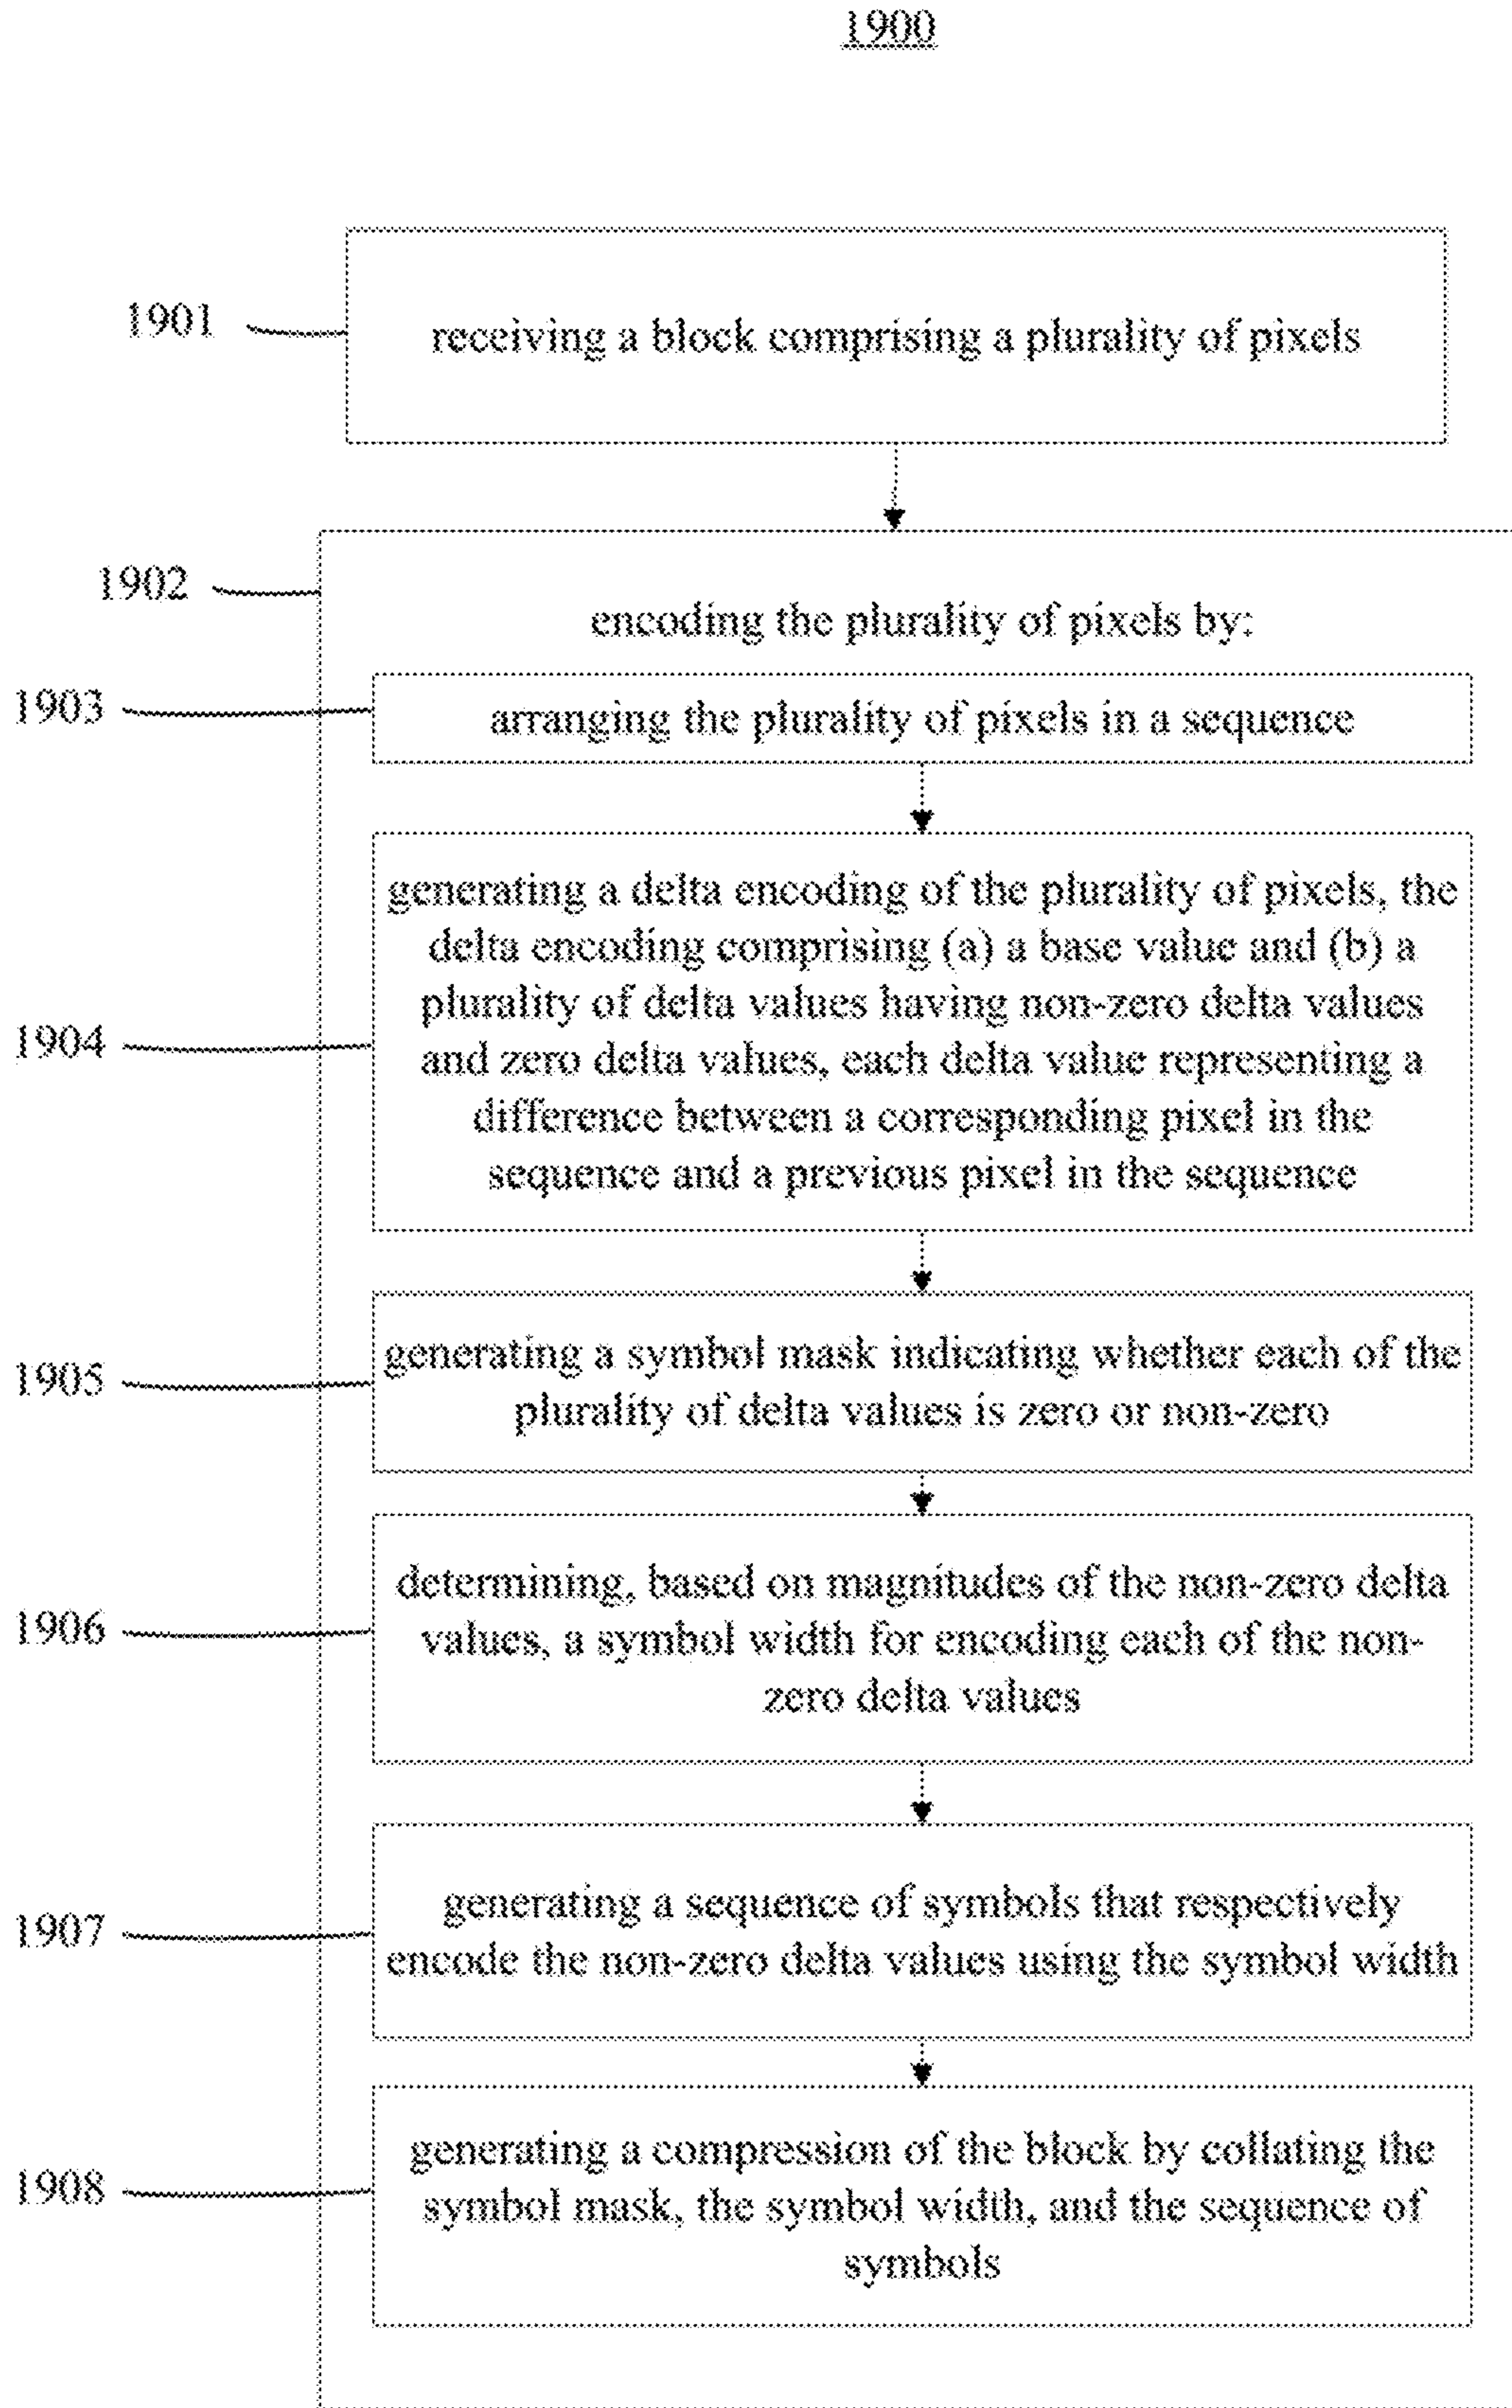 1900
1901
receiving a block comprising a plurality of pixels
1902
encoding the plurality of pixels by:
1903
arranging the plurality of pixels in a sequence
1904
generating a delta encoding of the plurality of pixels, the
delta encoding comprising (a) a base value and (b) a
plurality of delta values having non-zero delta values
and zero delta values, each delta value representing a
difference between a corresponding pixel in the
sequence and a previous pixel in the sequence
1905
generating a symbol mask indicating whether each of the
plurality of delta values is zero or non-zero
1906
determining, based on magnitudes of the non-zero delta
values, a symbol width for encoding each of the non-
zero delta values
1907
generating a sequence of symbols that respectively
encode the non-zero delta values using the symbol width
1908
generating a compression of the block by collating the
symbol mask, the symbol width, and the sequence of
symbols